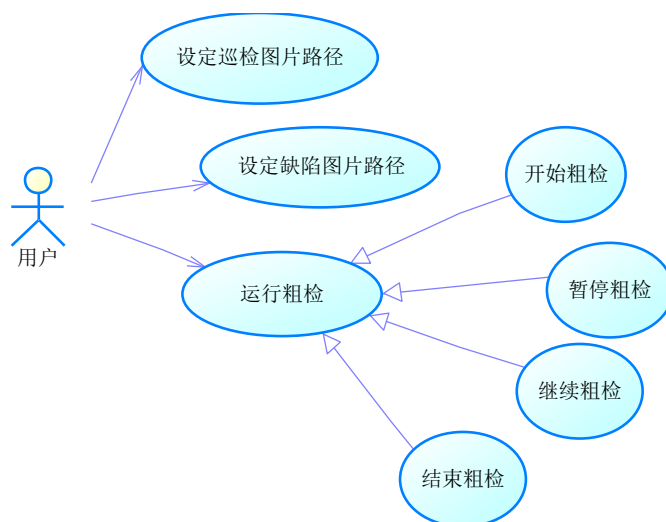 设定巡检图片路径
设定缺陷图片路径
开始粗检
用户
运行粗检
暂停粗检
继续粗检
结束粗检